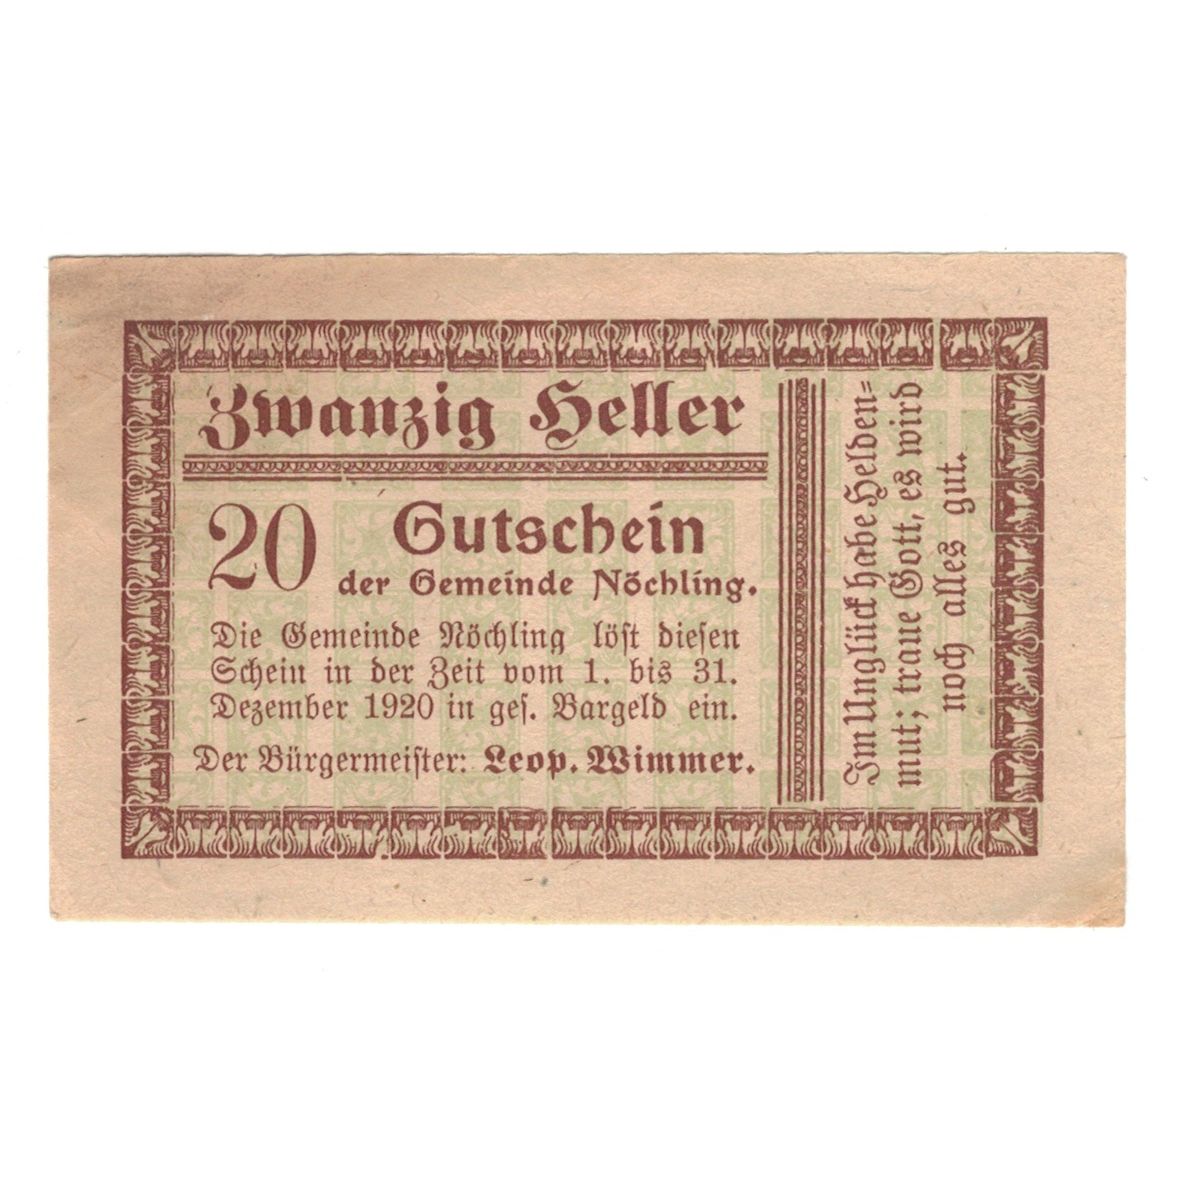 Zwanzig Heller
20 Gutschein
der Gemeinde Nöchling.
Die Gemeinde Nöchling löst diesen
Schein in der Zeit vom 1. bis 31.
Dezember 1920 in ges. Bargeld ein.
Der Bürgermeister: Leop. Wimmer.
Im Unglück habe Helden-
mut; traue Gott, es wird
noch alles gut.